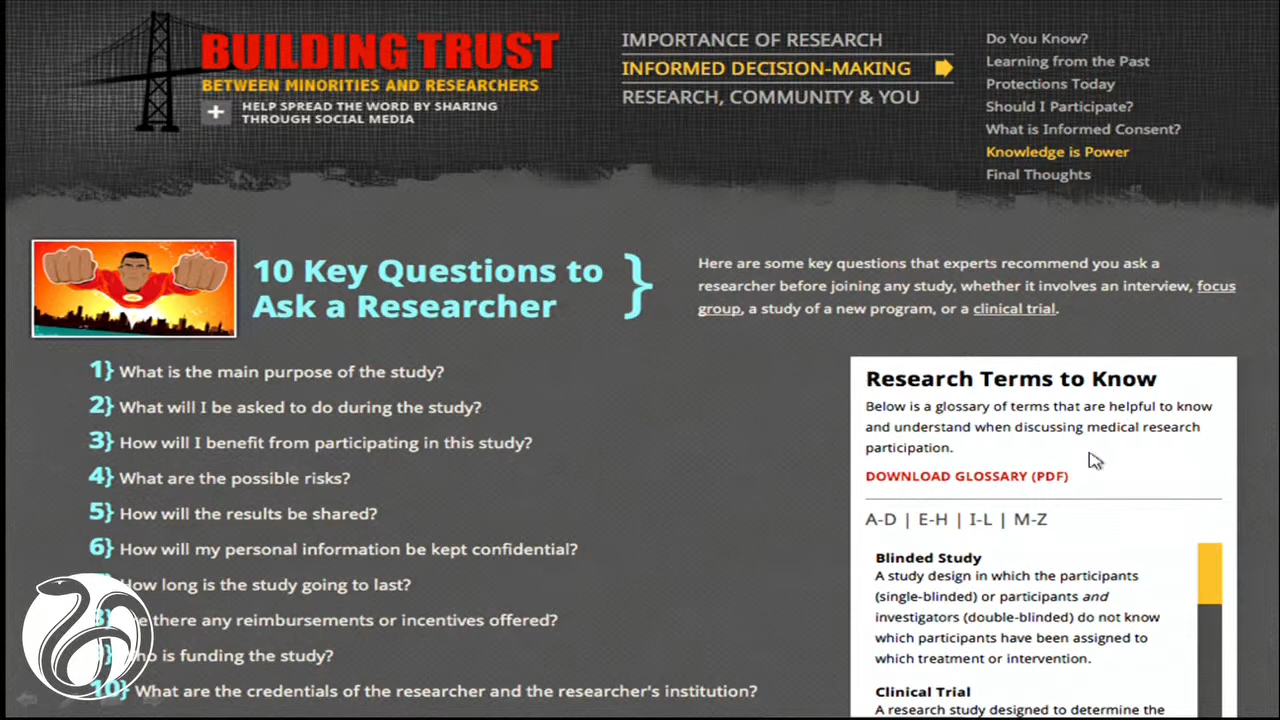 BUILDING TRUST
BETWEEN MINORITIES AND RESEARCHERS
HELP SPREAD THE WORD BY SHARING
THROUGH SOCIAL MEDIA
IMPORTANCE OF RESEARCH
INFORMED DECISION-MAKING
RESEARCH, COMMUNITY & YOU
Do You Know?
Learning from the Past
Protections Today
Should I Participate?
What is Informed Consent?
Knowledge is Power
Final Thoughts
10 Key Questions to
Ask a Researcher
Here are some key questions that experts recommend you ask a
researcher before joining any study, whether it involves an interview, focus
group, a study of a new program, or a clinical trial.
1} What is the main purpose of the study?
2} What will I be asked to do during the study?
3} How will I benefit from participating in this study?
4} What are the possible risks?
5} How will the results be shared?
6} How will my personal information be kept confidential?
How long is the study going to last?
there any reimbursements or incentives offered?
is funding the study?
10} What are the credentials of the researcher and the researcher's institution?
Research Terms to Know
Below is a glossary of terms that are helpful to know
and understand when discussing medical research
participation.
DOWNLOAD GLOSSARY (PDF)
A-D | E-H | I-L | M-Z
Blinded Study
A study design in which the participants
(single-blinded) or participants and
investigators (double-blinded) do not know
which participants have been assigned to
which treatment or intervention.
Clinical Trial
A research study designed to determine the